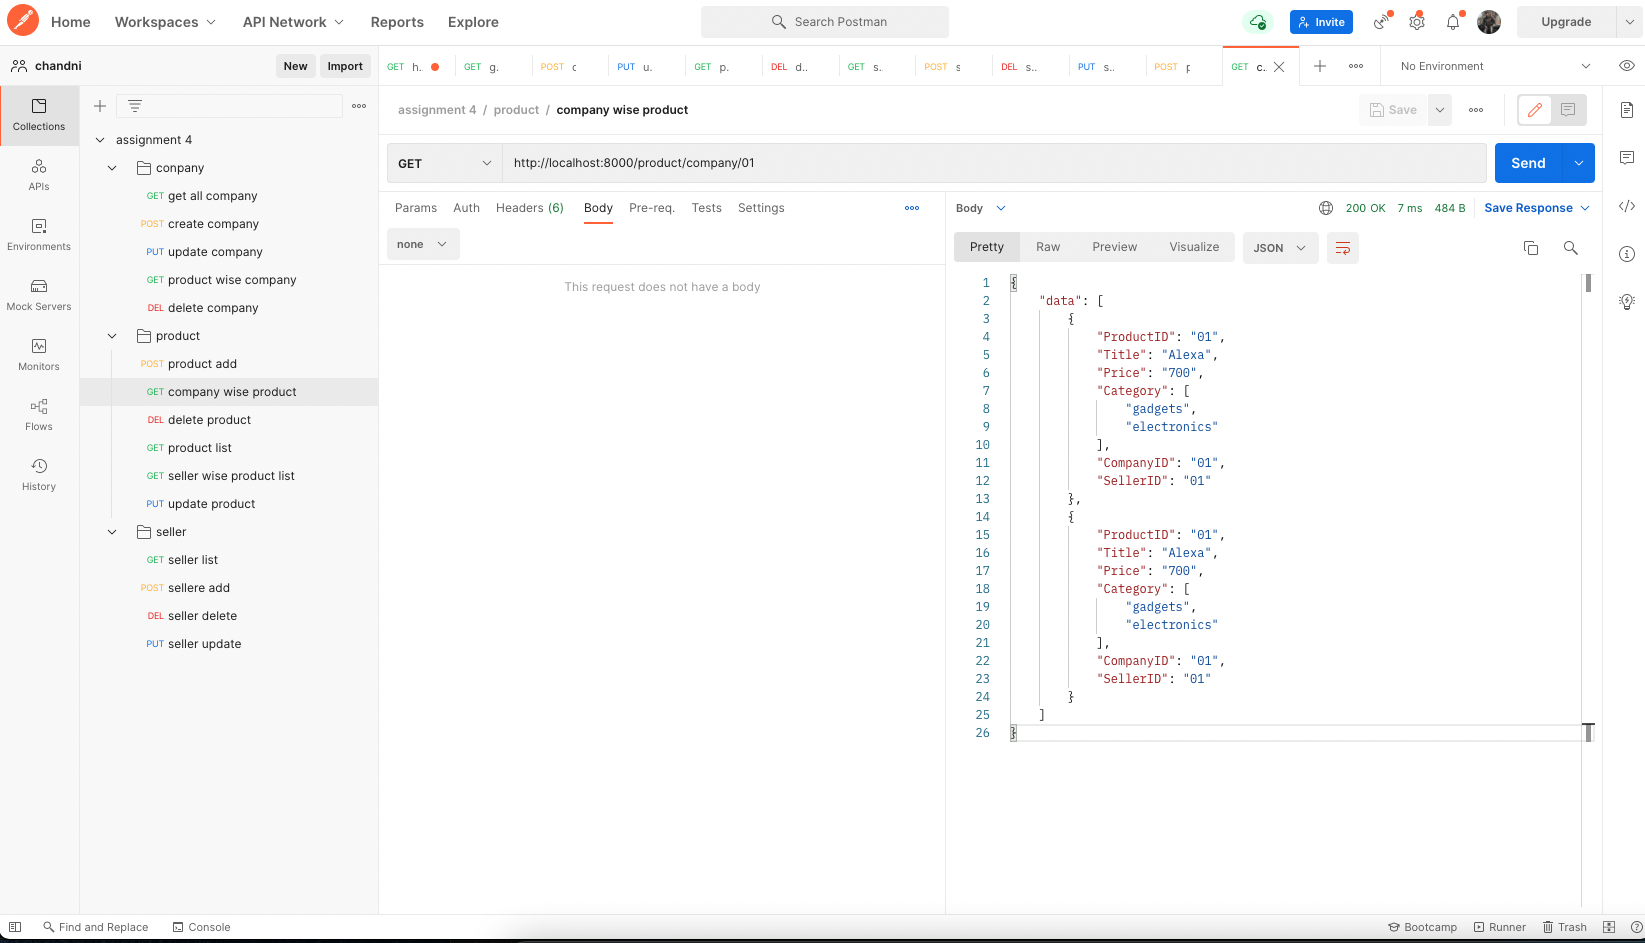 Home Workspaces API Network Reports Explore Search Postman Invite Upgrade
chandni New Import GET h. GET g. POST c PUT u. GET p. DEL d.. GET s. POST s DEL s.. PUT s.. POST p GET c.. No Environment
Collections
APIs
Environments
Mock Servers
Monitors
Flows
History
assignment 4
conpany
GET get all company
POST create company
PUT update company
GET product wise company
DEL delete company
product
POST product add
GET company wise product
DEL delete product
GET product list
GET seller wise product list
PUT update product
seller
GET seller list
POST sellere add
DEL seller delete
PUT seller update
assignment 4 / product / company wise product Save
GET http://localhost:8000/product/company/01 Send
Params Auth Headers (6) Body Pre-req. Tests Settings
none
This request does not have a body
Body 200 OK 7 ms 484 B Save Response
Pretty Raw Preview Visualize JSON
1 {
2 "data": [
3 {
4 "ProductID": "01",
5 "Title": "Alexa",
6 "Price": "700",
7 "Category": [
8 "gadgets",
9 "electronics"
10 ],
11 "CompanyID": "01",
12 "SellerID": "01"
13 },
14 {
15 "ProductID": "01",
16 "Title": "Alexa",
17 "Price": "700",
18 "Category": [
19 "gadgets",
20 "electronics"
21 ],
22 "CompanyID": "01",
23 "SellerID": "01"
24 }
25 ]
26 }
Find and Replace Console Bootcamp Runner Trash